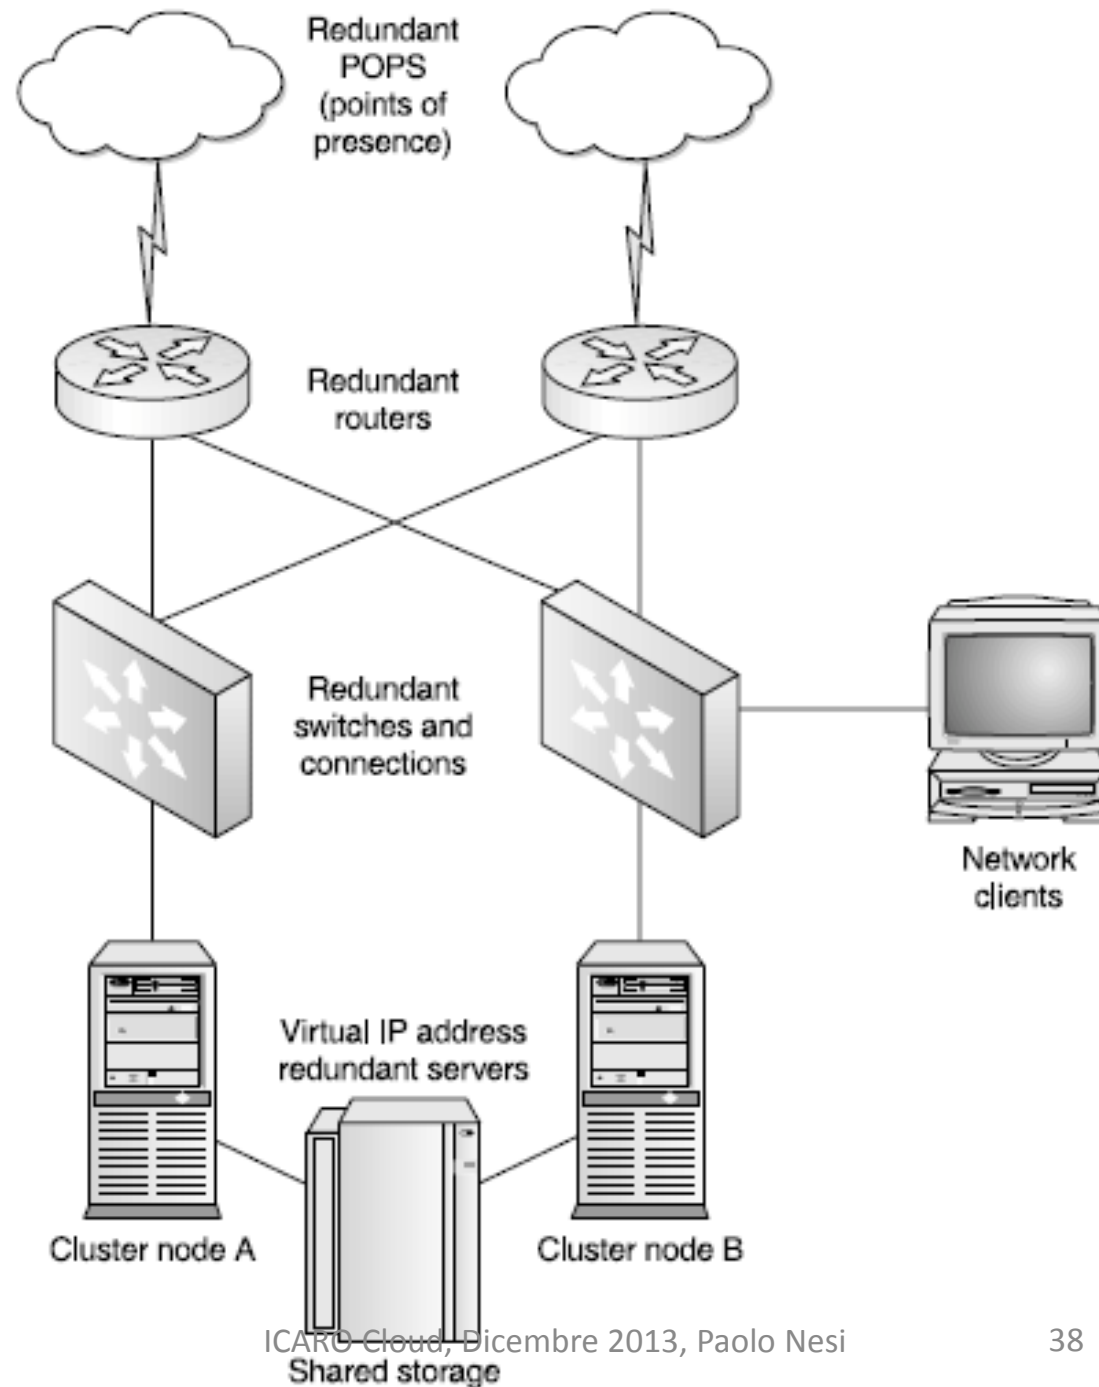 Redundant
POPS
(points of
presence)
Redundant
routers
Redundant
switches and
connections
Network
clients
Virtual IP address
redundant servers
Cluster node A
Cluster node B
ICARO Cloud, Dicembre 2013, Paolo Nesi
38
Shared storage